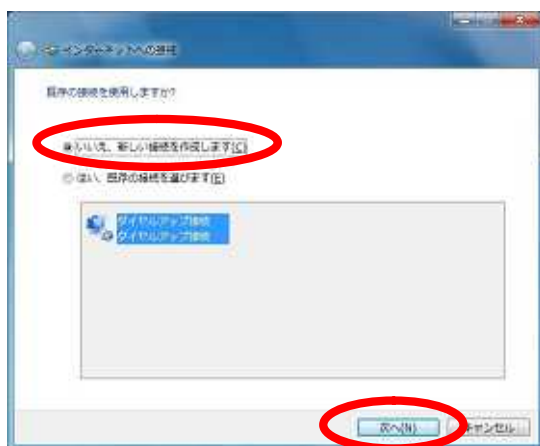 インターネットへの接続
既存の接続を使用しますか?
いいえ、新しい接続を作成します(C)
はい、既存の接続を選びます(E)
ダイヤルアップ接続
ダイヤルアップ接続
次へ(N)
キャンセル